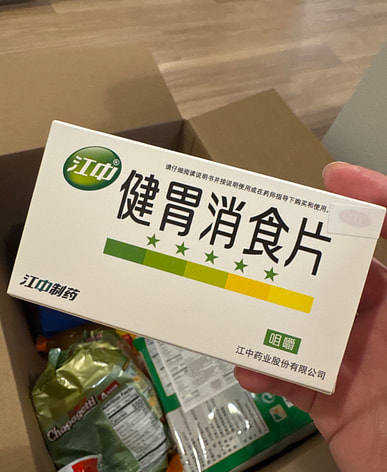 江中®
请仔细阅读说明书并按说明使用或在药师指导下购买和使用。
健胃消食片
江中制药
咀嚼
江中药业股份有限公司
Chapagetti